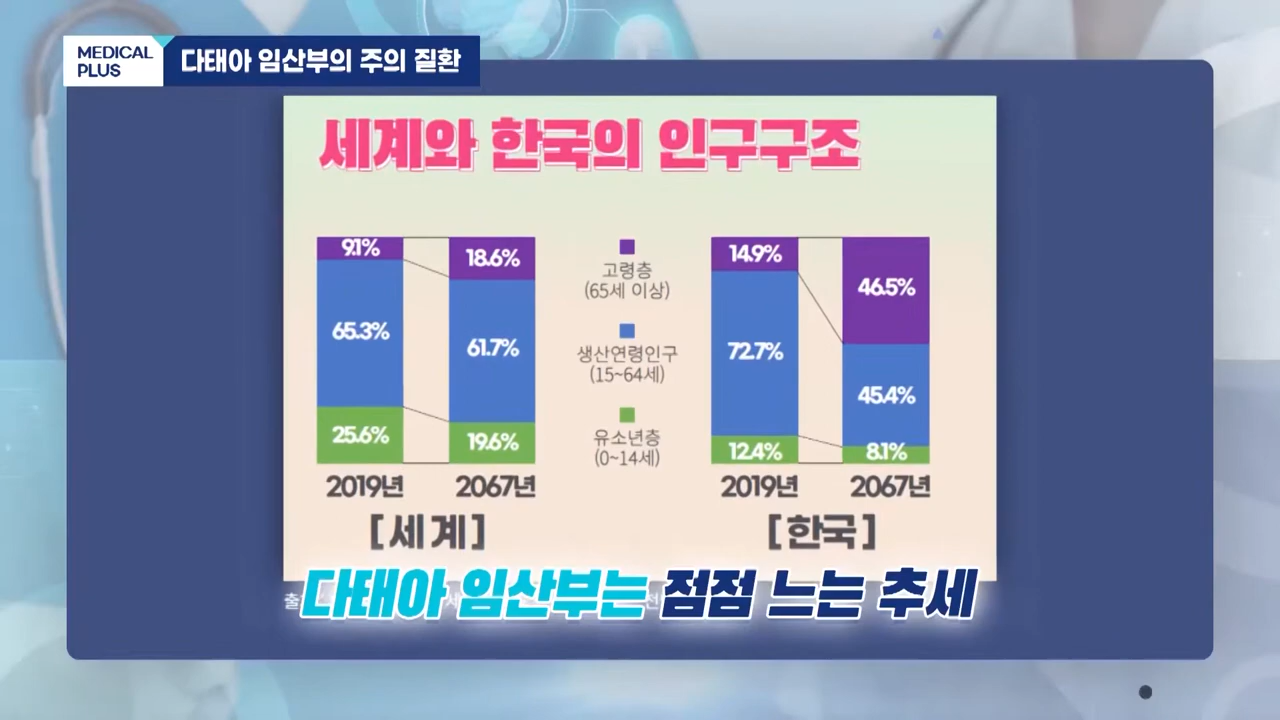 MEDICAL
PLUS
다태아 임산부의 주의 질환
세계와 한국의 인구구조
9.1%
65.3%
25.6%
2019년
18.6%
61.7%
19.6%
2067년
[세계]
고령층
(65세 이상)
생산연령인구
(15~64세)
유소년층
(0~14세)
14.9%
72.7%
12.4%
2019년
46.5%
45.4%
8.1%
2067년
[한국]
다태아 임산부는 점점 느는 추세